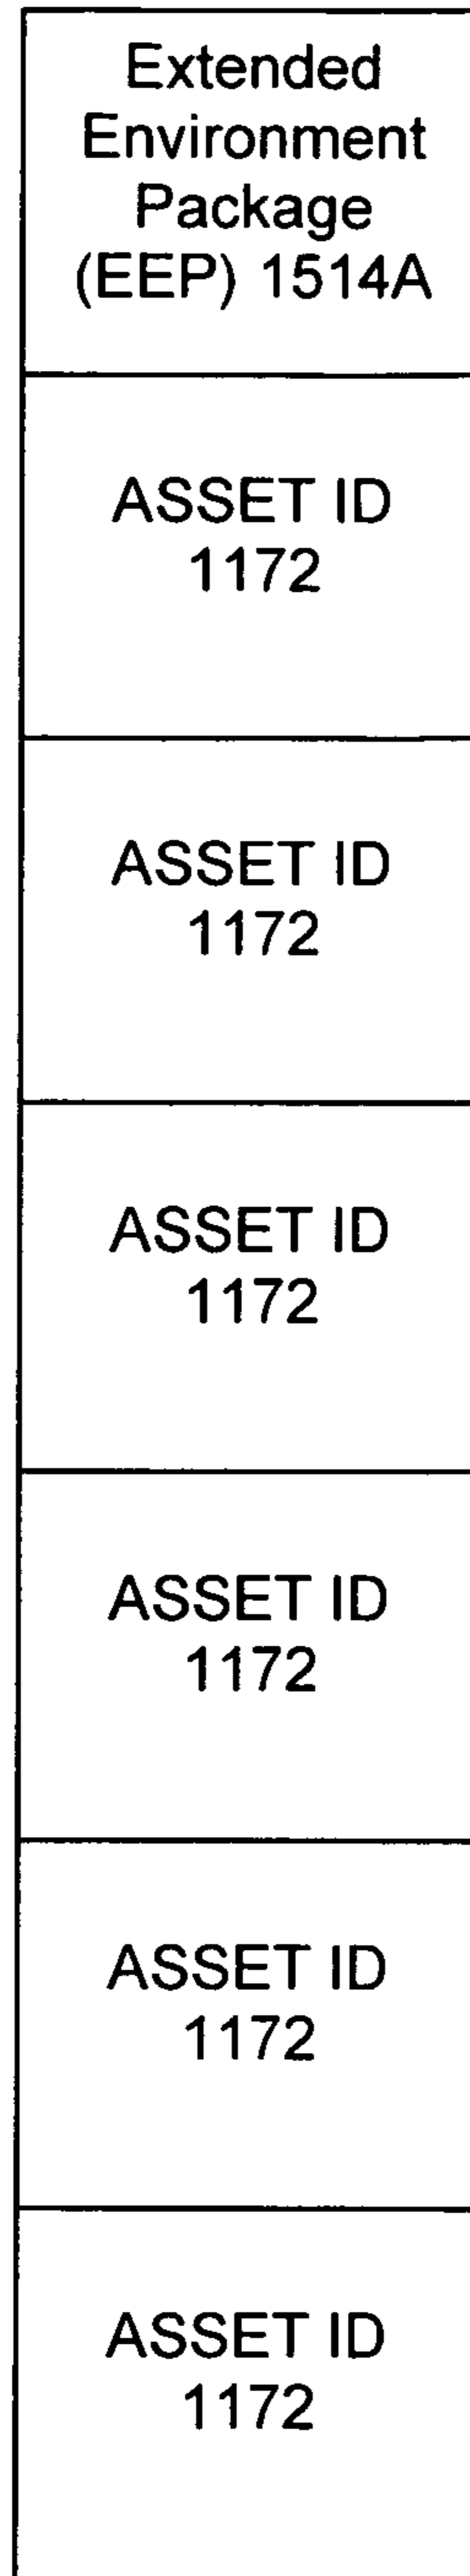 Extended
Environment
Package
(EEP) 1514A
ASSET ID
1172
ASSET ID
1172
ASSET ID
1172
ASSET ID
1172
ASSET ID
1172
ASSET ID
1172